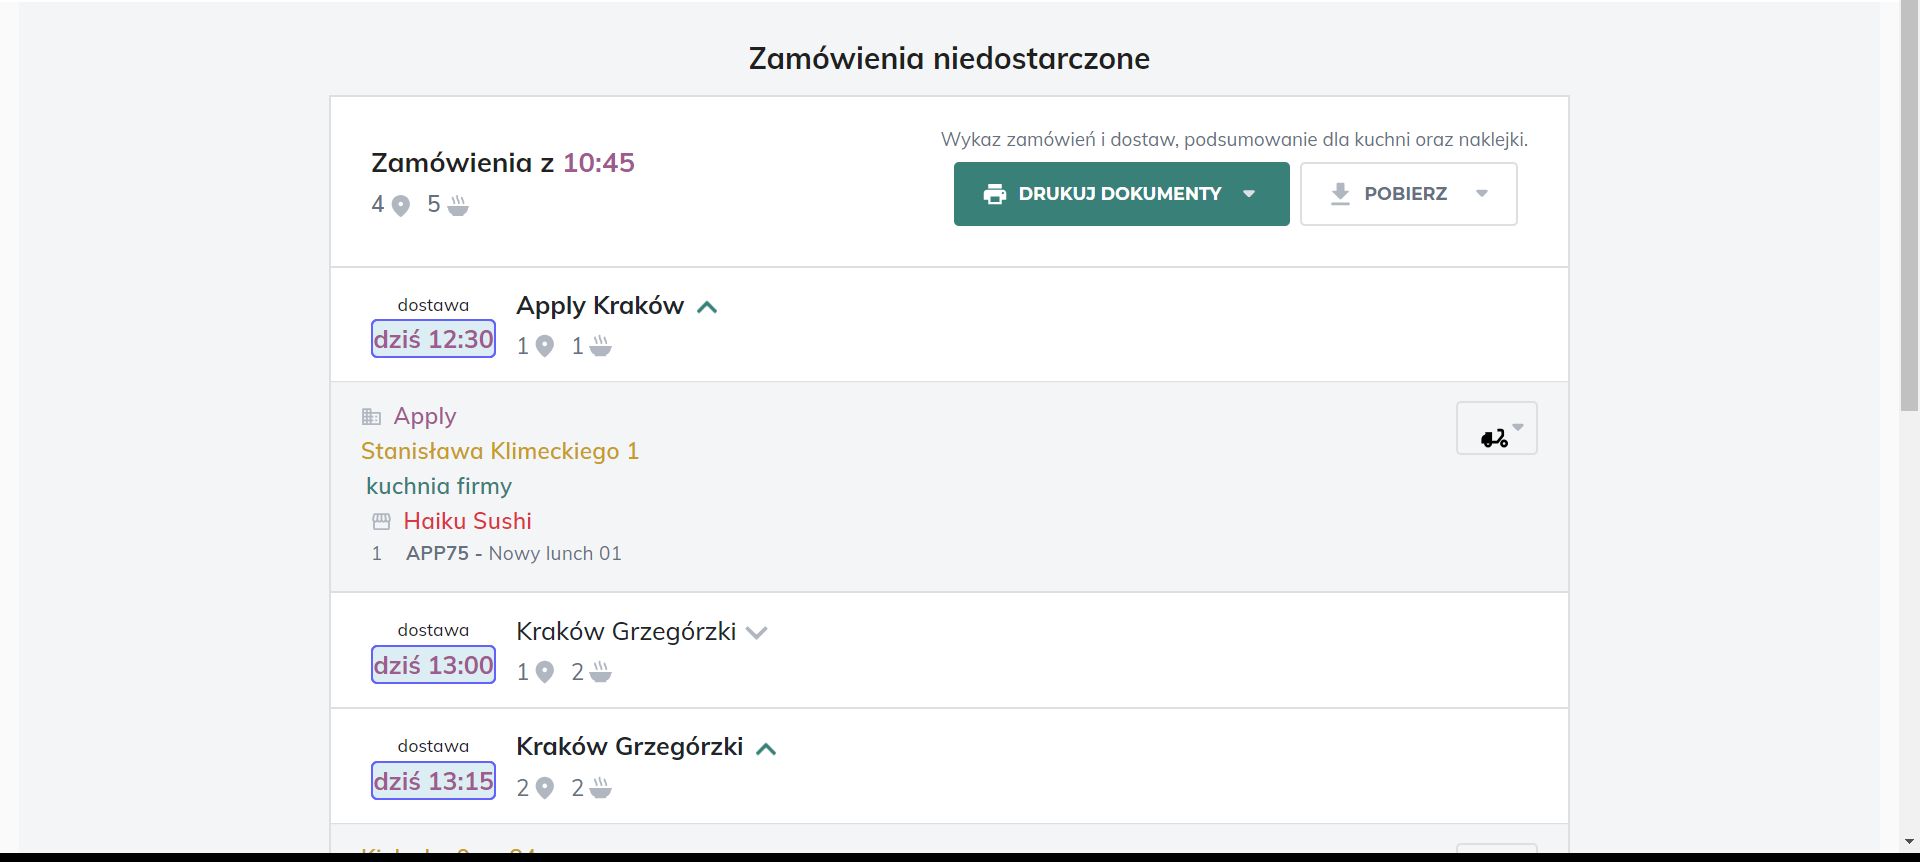 Zamówienia niedostarczone
Zamówienia z 10:45
4 5
Wykaz zamówień i dostaw, podsumowanie dla kuchni oraz naklejki.
DRUKUJ DOKUMENTY
POBIERZ
dostawa
dziś 12:30
Apply Kraków
1 1
Apply
Stanisława Klimeckiego 1
kuchnia firmy
Haiku Sushi
1 APP75 - Nowy lunch 01
dostawa
dziś 13:00
Kraków Grzegórzki
1 2
dostawa
dziś 13:15
Kraków Grzegórzki
2 2